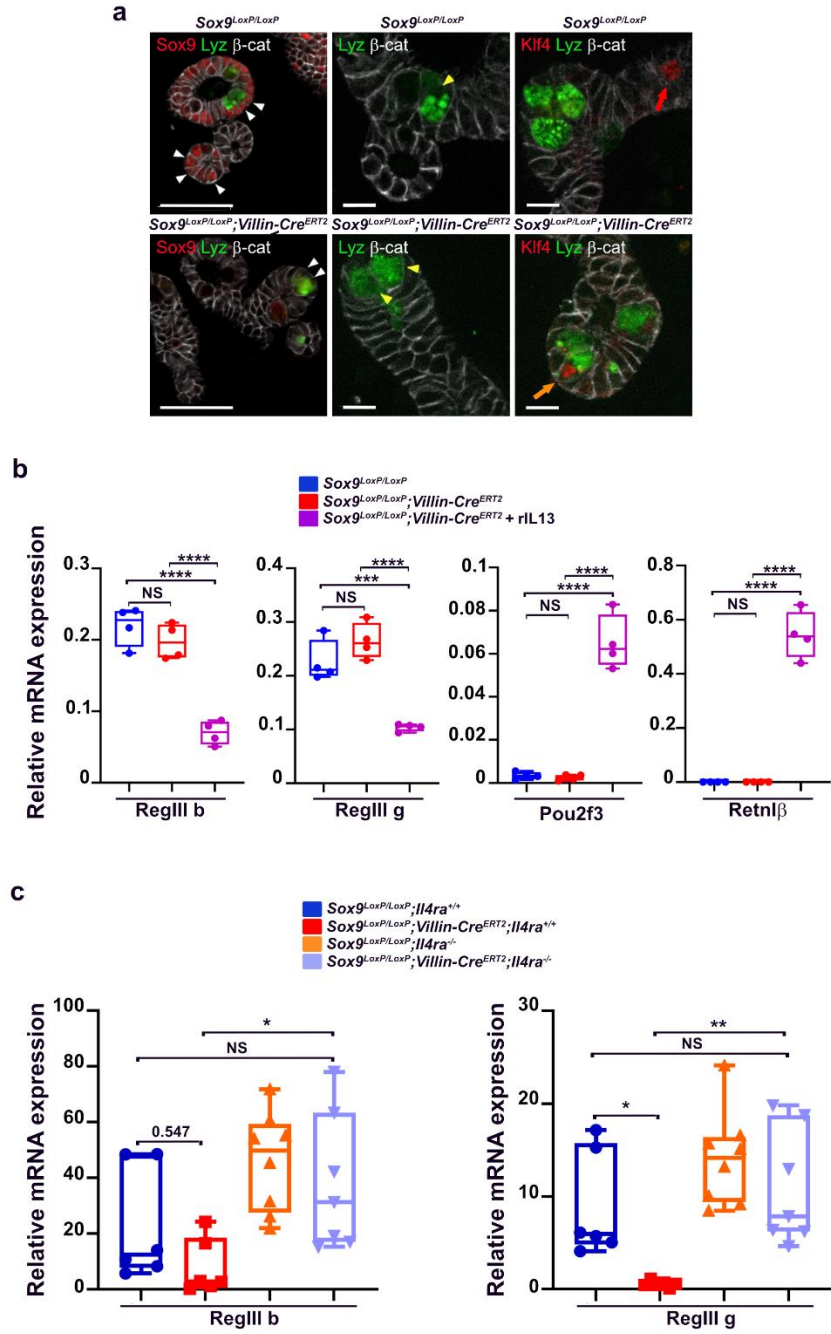 a
Sox9LoxP/LoxP Sox9LoxP/LoxP Sox9LoxP/LoxP
Sox9 Lyz β-cat Lyz β-cat Klf4 Lyz β-cat
Sox9LoxP/LoxP;Villin-CreERT2 Sox9LoxP/LoxP;Villin-CreERT2 Sox9LoxP/LoxP;Villin-CreERT2
Sox9 Lyz β-cat Lyz β-cat Klf4 Lyz β-cat
b
Sox9LoxP/LoxP
Sox9LoxP/LoxP;Villin-CreERT2
Sox9LoxP/LoxP;Villin-CreERT2 + rIL13
Relative mRNA expression
0.3
0.2
0.1
0
****
****
NS
RegIII b
0.4
0.3
0.2
0.1
0
****
***
NS
RegIII g
0.1
0.08
0.06
0.04
0.02
0
****
****
NS
Pou2f3
0.8
0.6
0.4
0.2
0
****
****
NS
Retnlβ
c
Sox9LoxP/LoxP;Il4ra+/+
Sox9LoxP/LoxP;Villin-CreERT2;Il4ra+/+
Sox9LoxP/LoxP;Il4ra-/-
Sox9LoxP/LoxP;Villin-CreERT2;Il4ra-/-
Relative mRNA expression
100
80
60
40
20
0
*
NS
0.547
RegIII b
Relative mRNA expression
30
20
10
0
**
NS
*
RegIII g